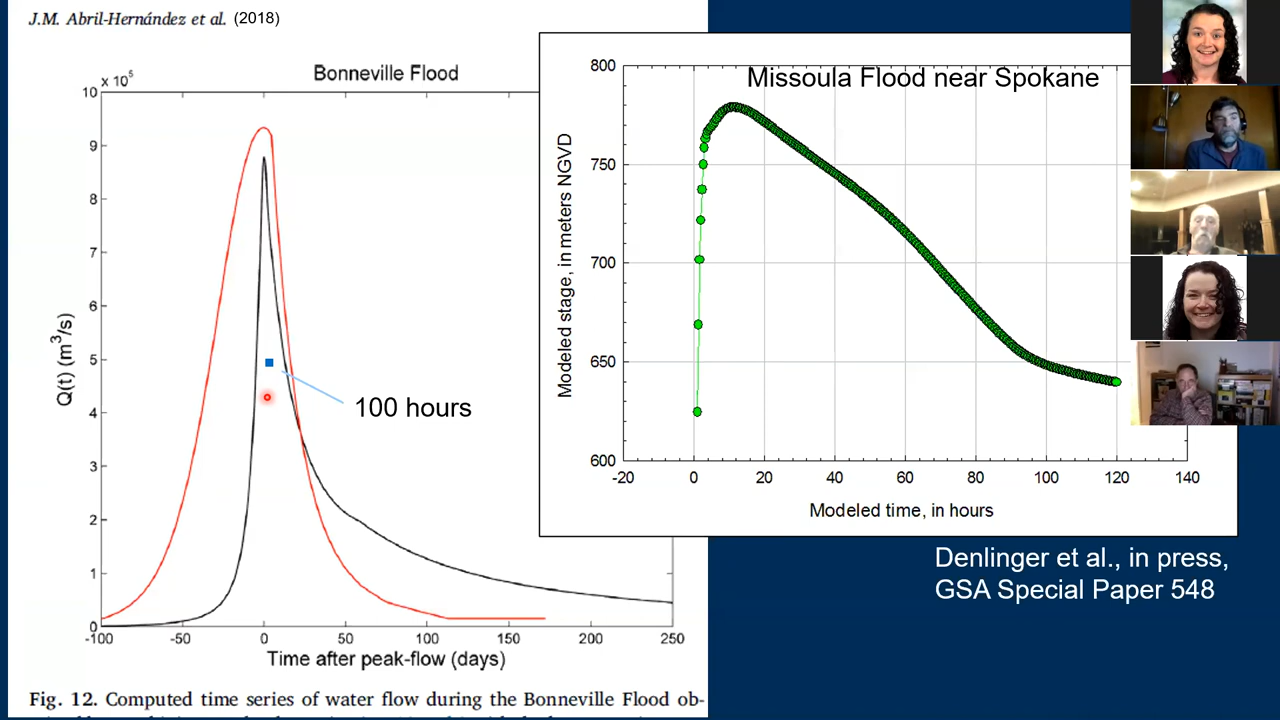 J.M. Abril-Hernández et al. (2018)
Bonneville Flood
x 10⁵
10
9
8
7
6
5
4
3
2
1
0
Q(t) (m³/s)
100 hours
-100 -50 0 50 100 150 200 250
Time after peak-flow (days)
Fig. 12. Computed time series of water flow during the Bonneville Flood ob-
Missoula Flood near Spokane
800
750
700
650
600
Modeled stage, in meters NGVD
-20 0 20 40 60 80 100 120 140
Modeled time, in hours
Denlinger et al., in press,
GSA Special Paper 548